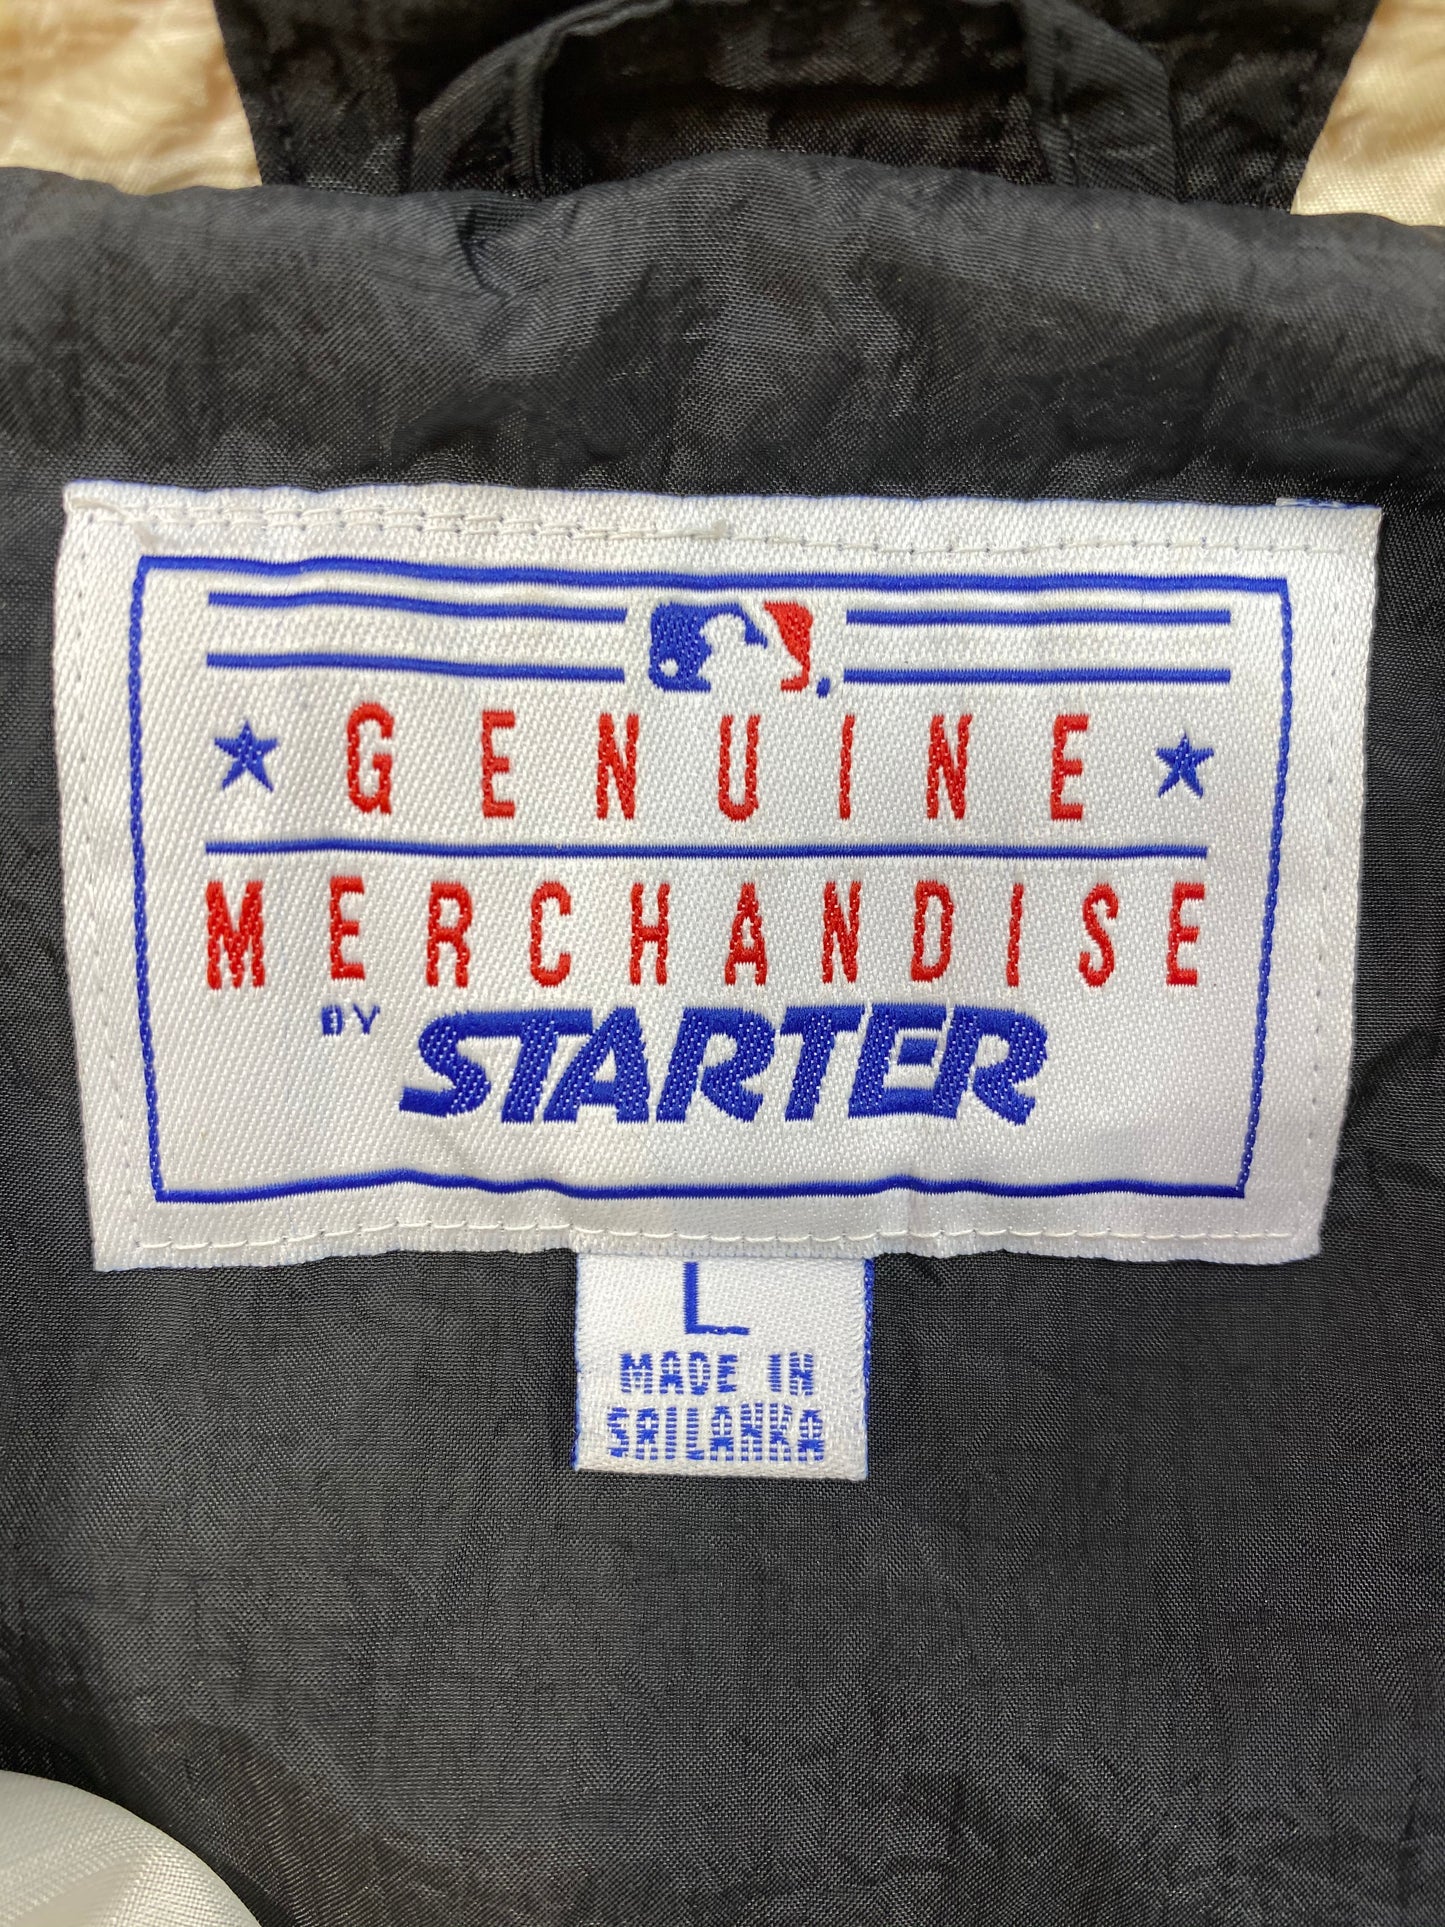 GENUINE
MERCHANDISE
BY STARTER
L
MADE IN
SRILANKA